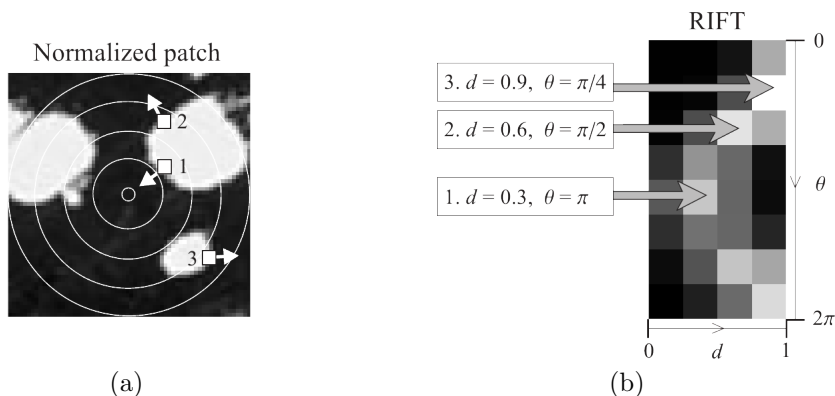 Normalized patch
2
1
3
(a)
RIFT
3. d = 0.9, θ = π/4
2. d = 0.6, θ = π/2
1. d = 0.3, θ = π
0
θ
2π
0
d
1
(b)